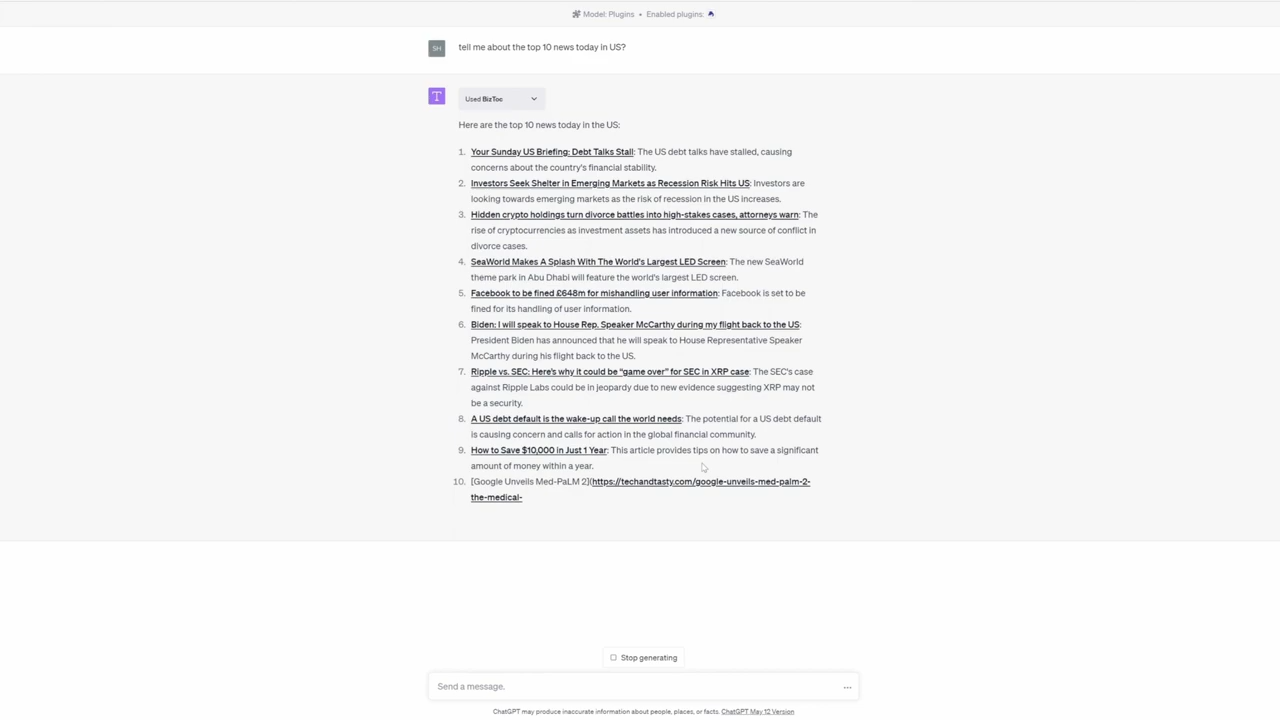 Model: Plugins • Enabled plugins:
SH
tell me about the top 10 news today in US?
T
Used BizToc
Here are the top 10 news today in the US:
1. Your Sunday US Briefing: Debt Talks Stall: The US debt talks have stalled, causing
concerns about the country's financial stability.
2. Investors Seek Shelter in Emerging Markets as Recession Risk Hits US: Investors are
looking towards emerging markets as the risk of recession in the US increases.
3. Hidden crypto holdings turn divorce battles into high-stakes cases, attorneys warn: The
rise of cryptocurrencies as investment assets has introduced a new source of conflict in
divorce cases.
4. SeaWorld Makes A Splash With The World's Largest LED Screen: The new SeaWorld
theme park in Abu Dhabi will feature the world's largest LED screen.
5. Facebook to be fined £648m for mishandling user information: Facebook is set to be
fined for its handling of user information.
6. Biden: I will speak to House Rep. Speaker McCarthy during my flight back to the US:
President Biden has announced that he will speak to House Representative Speaker
McCarthy during his flight back to the US.
7. Ripple vs. SEC: Here's why it could be “game over” for SEC in XRP case: The SEC's case
against Ripple Labs could be in jeopardy due to new evidence suggesting XRP may not
be a security.
8. A US debt default is the wake-up call the world needs: The potential for a US debt default
is causing concern and calls for action in the global financial community.
9. How to Save $10,000 in Just 1 Year: This article provides tips on how to save a significant
amount of money within a year.
10. [Google Unveils Med-PaLM 2](https://techandtasty.com/google-unveils-med-palm-2-
the-medical-
Stop generating
Send a message.
ChatGPT may produce inaccurate information about people, places, or facts. ChatGPT May 12 Version